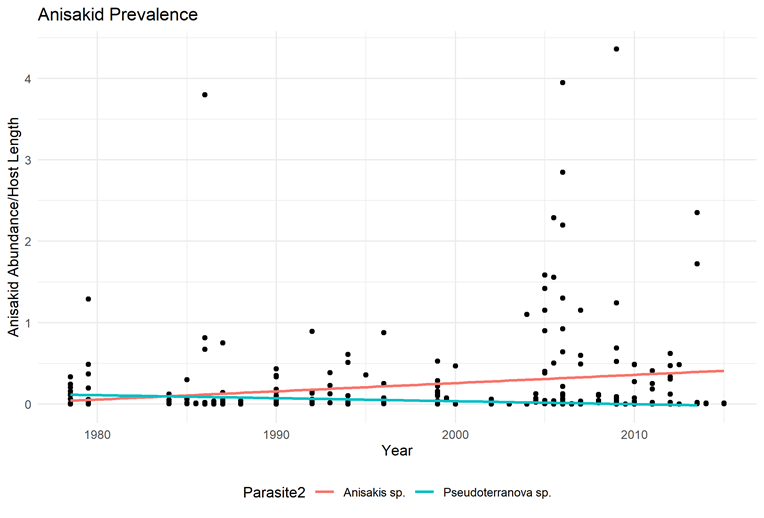 Anisakid Prevalence
Anisakid Abundance/Host Length
4
3
2
1
0
1980 1990 2000 2010
Year
Parasite2 Anisakis sp. Pseudoterranova sp.